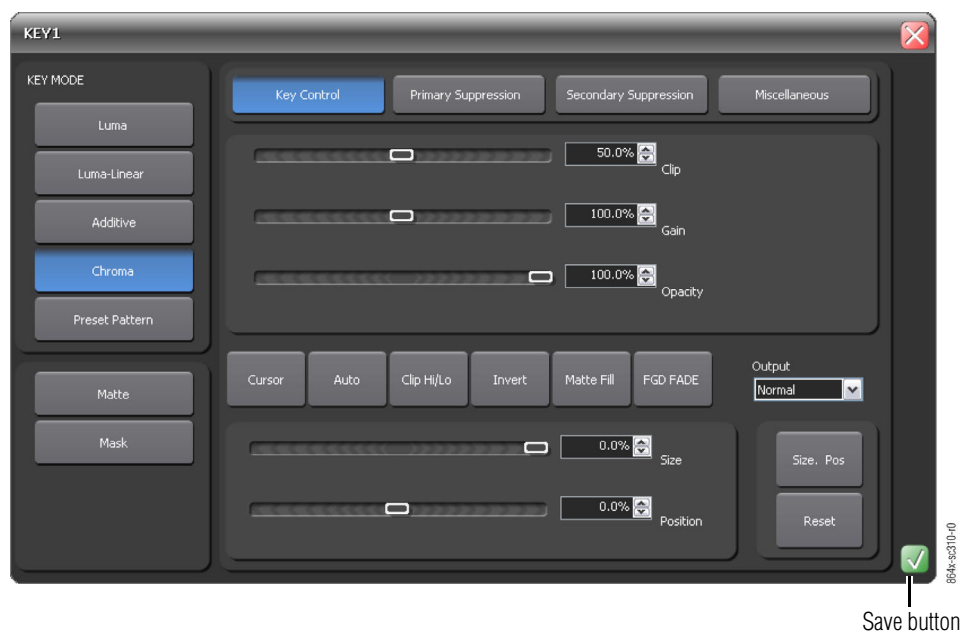 KEY1
KEY MODE
Luma
Luma-Linear
Additive
Chroma
Preset Pattern
Matte
Mask
Key Control
Primary Suppression
Secondary Suppression
Miscellaneous
50.0%
Clip
100.0%
Gain
100.0%
Opacity
Cursor
Auto
Clip Hi/Lo
Invert
Matte Fill
FGD FADE
Output
Normal
0.0%
Size
0.0%
Position
Size. Pos
Reset
864x-sc310-r0
Save button